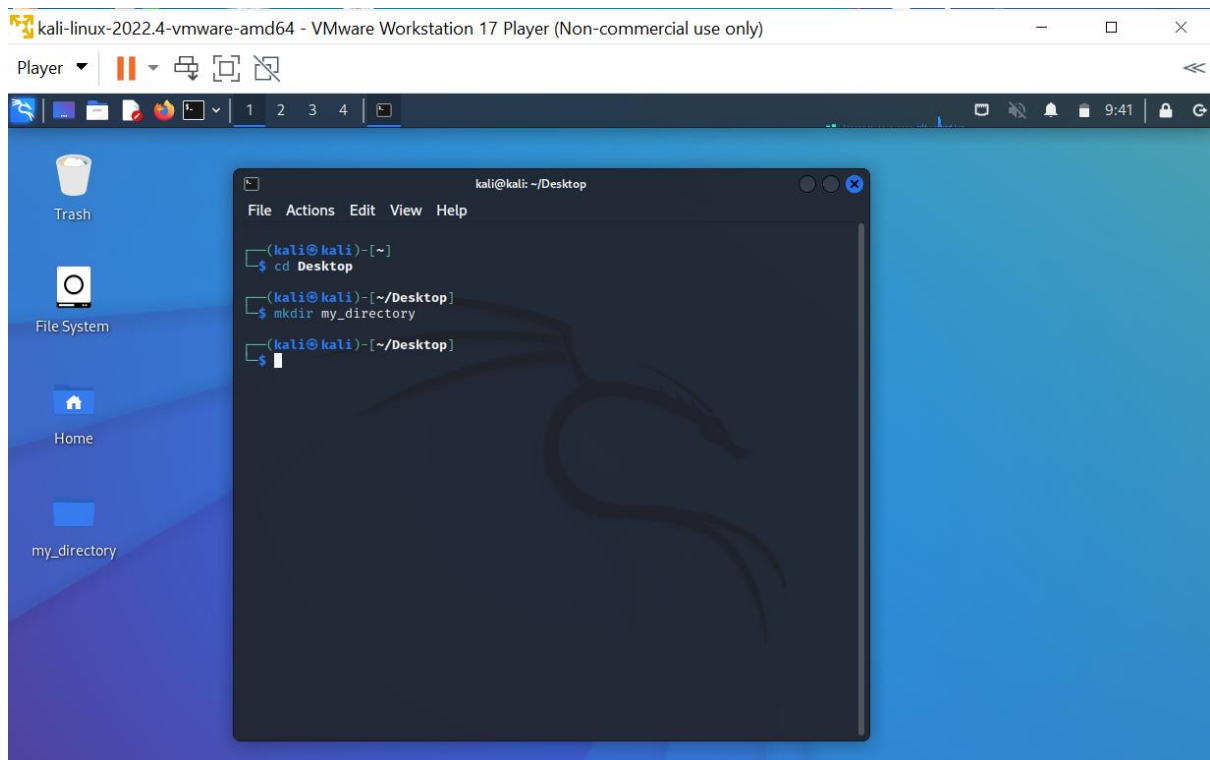 kali-linux-2022.4-vmware-amd64 - VMware Workstation 17 Player (Non-commercial use only)
Player
1 2 3 4
9:41
Trash
File System
Home
my_directory
kali@kali: ~/Desktop
File Actions Edit View Help
┌──(kali㉿kali)-[~]
└─$ cd Desktop
┌──(kali㉿kali)-[~/Desktop]
└─$ mkdir my_directory
┌──(kali㉿kali)-[~/Desktop]
└─$